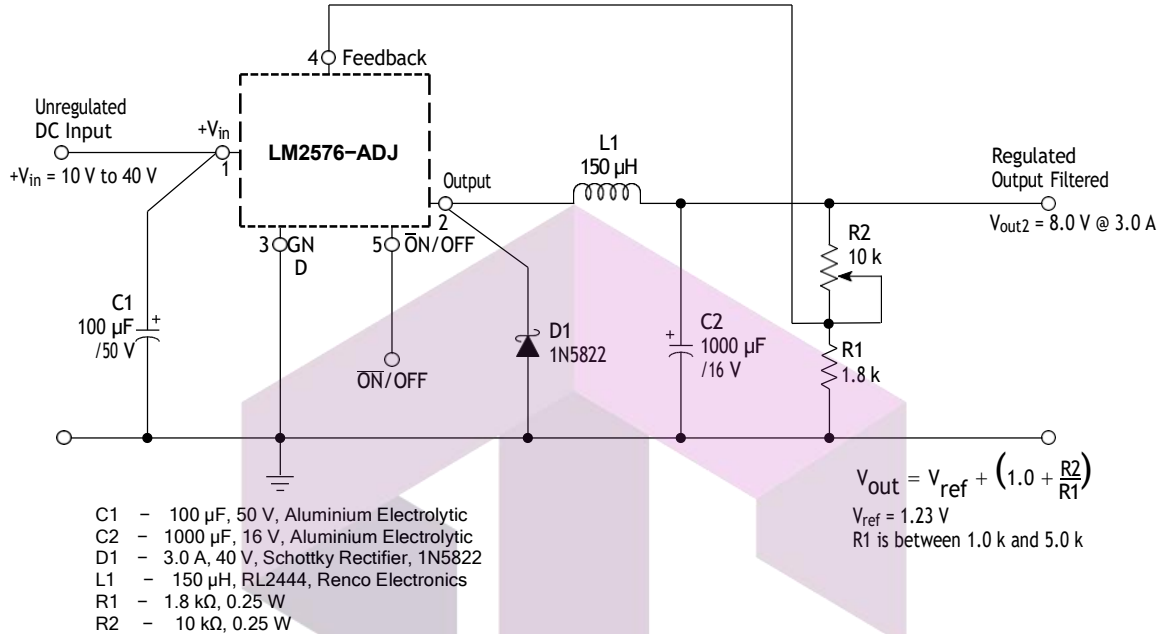 4 Feedback
Unregulated
DC Input
+Vin
1
+Vin = 10 V to 40 V
LM2576−ADJ
Output
2
3 GN
D
5 ON/OFF
ON/OFF
L1
150 µH
Regulated
Output Filtered
Vout2 = 8.0 V @ 3.0 A
R2
10 k
C1
100 µF
/50 V
+
D1
1N5822
+
C2
1000 µF
/16 V
R1
1.8 k
Vout = Vref + (1.0 + R2/R1)
Vref = 1.23 V
R1 is between 1.0 k and 5.0 k
C1 – 100 µF, 50 V, Aluminium Electrolytic
C2 – 1000 µF, 16 V, Aluminium Electrolytic
D1 – 3.0 A, 40 V, Schottky Rectifier, 1N5822
L1 – 150 µH, RL2444, Renco Electronics
R1 – 1.8 kΩ, 0.25 W
R2 – 10 kΩ, 0.25 W